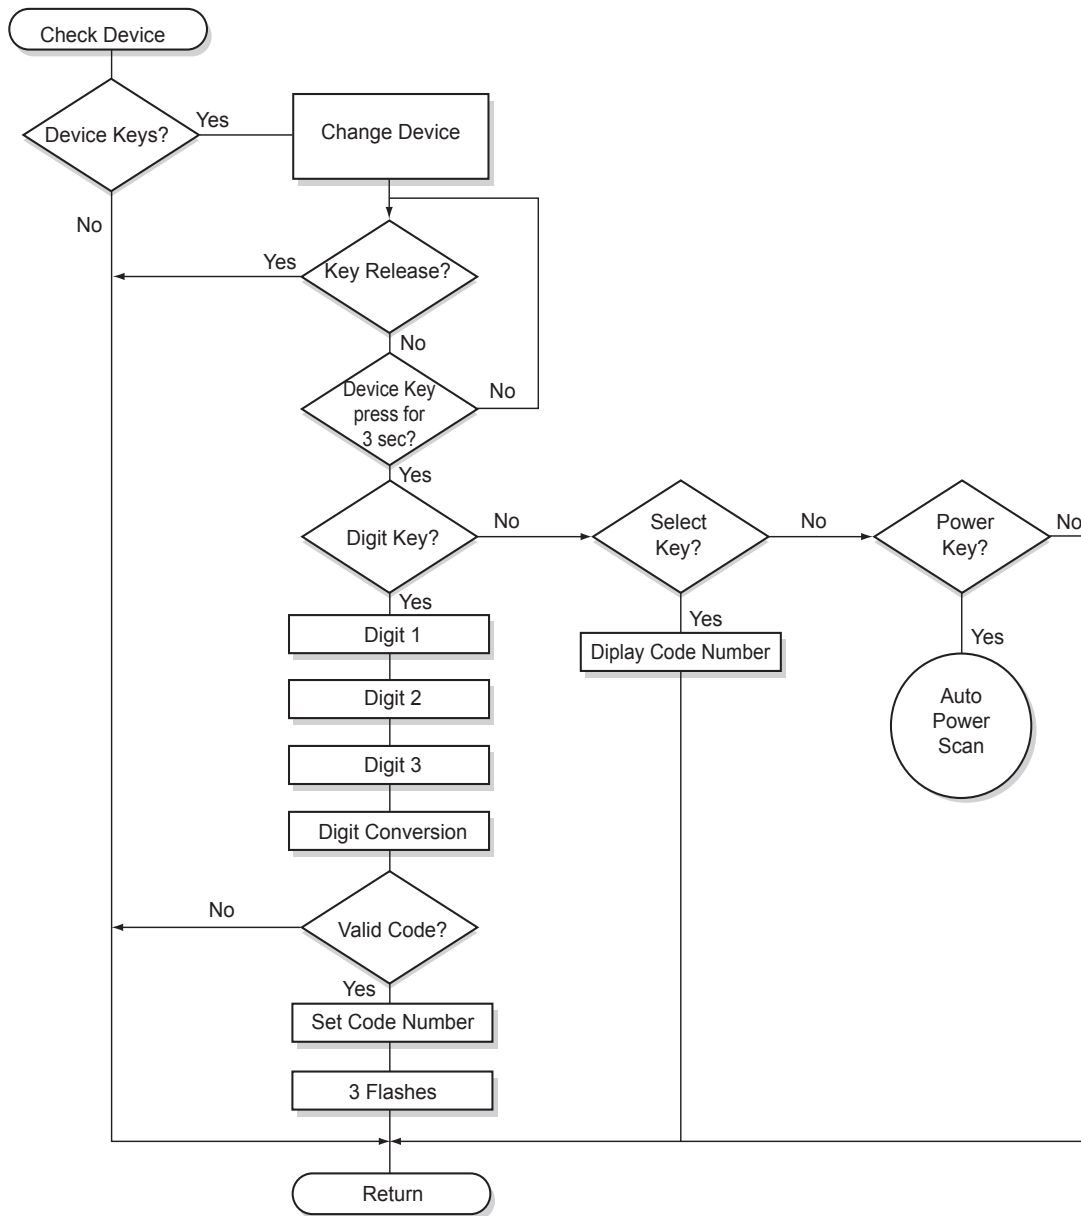 Check Device
Device Keys?
Yes
Change Device
No
Key Release?
Yes
No
Device Key
press for
3 sec?
No
Yes
Digit Key?
No
Select
Key?
No
Power
Key?
No
Yes
Digit 1
Yes
Diplay Code Number
Yes
Auto
Power
Scan
Digit 2
Digit 3
Digit Conversion
Valid Code?
No
Yes
Set Code Number
3 Flashes
Return